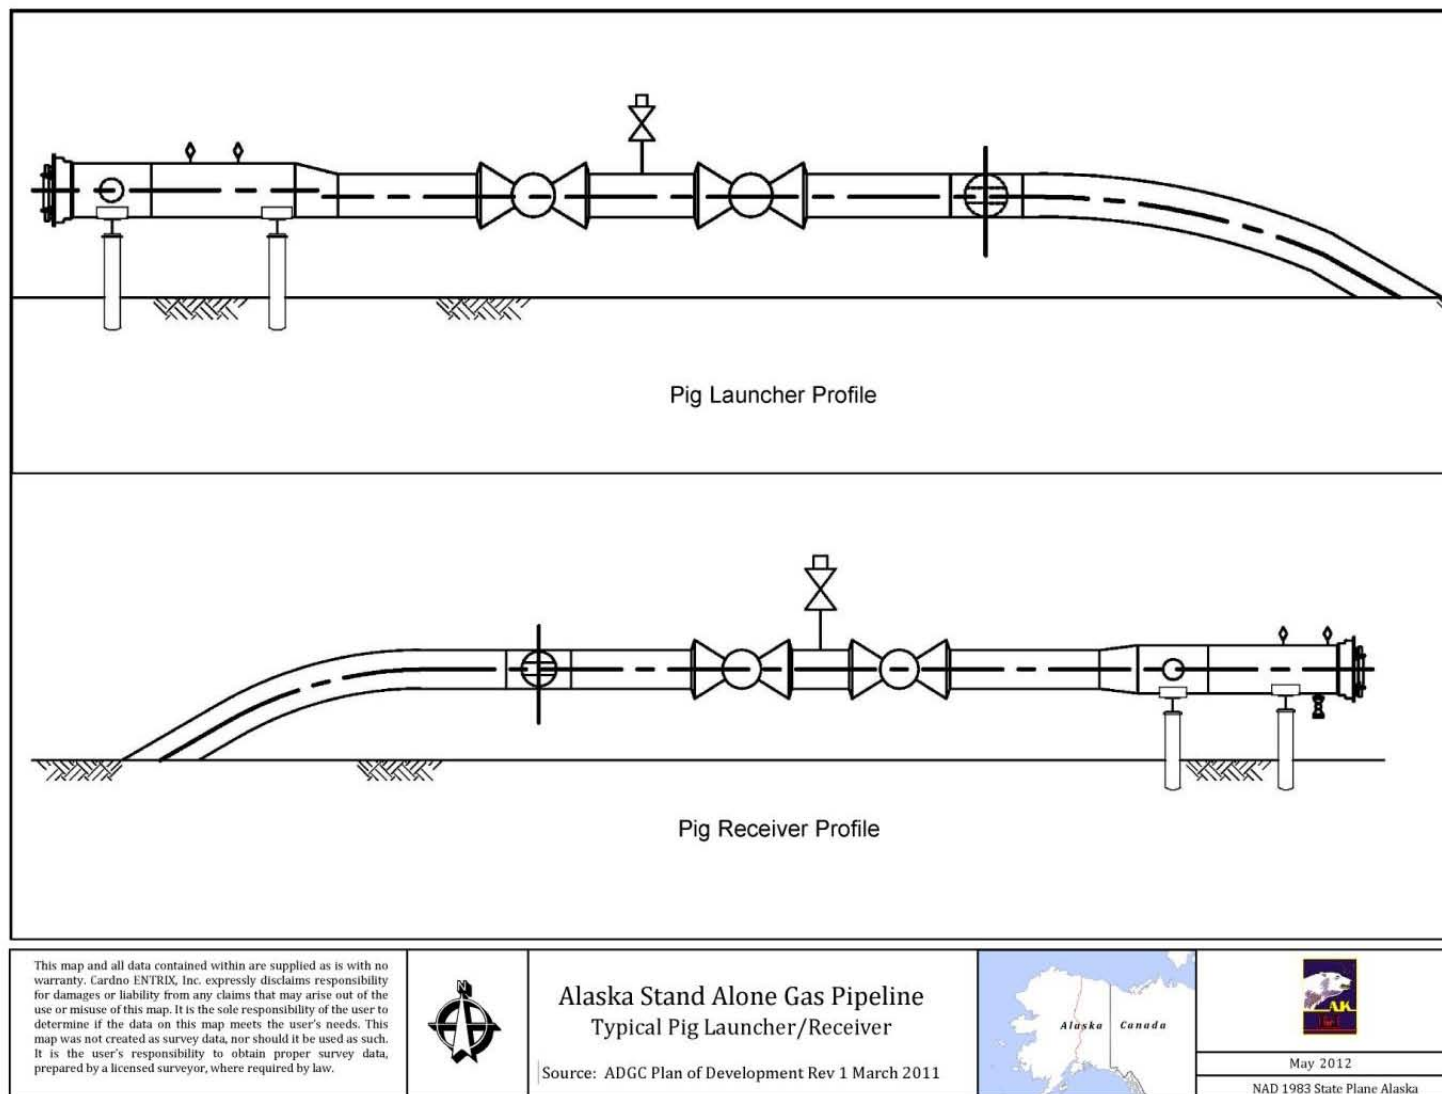 Pig Launcher Profile
Pig Receiver Profile
This map and all data contained within are supplied as is with no
warranty. Cardno ENTRIX, Inc. expressly disclaims responsibility
for damages or liability from any claims that may arise out of the
use or misuse of this map. It is the sole responsibility of the user to
determine if the data on this map meets the user's needs. This
map was not created as survey data, nor should it be used as such.
It is the user's responsibility to obtain proper survey data,
prepared by a licensed surveyor, where required by law.
N
Alaska Stand Alone Gas Pipeline
Typical Pig Launcher/Receiver
Source: ADGC Plan of Development Rev 1 March 2011
Alaska Canada
AK
May 2012
NAD 1983 State Plane Alaska